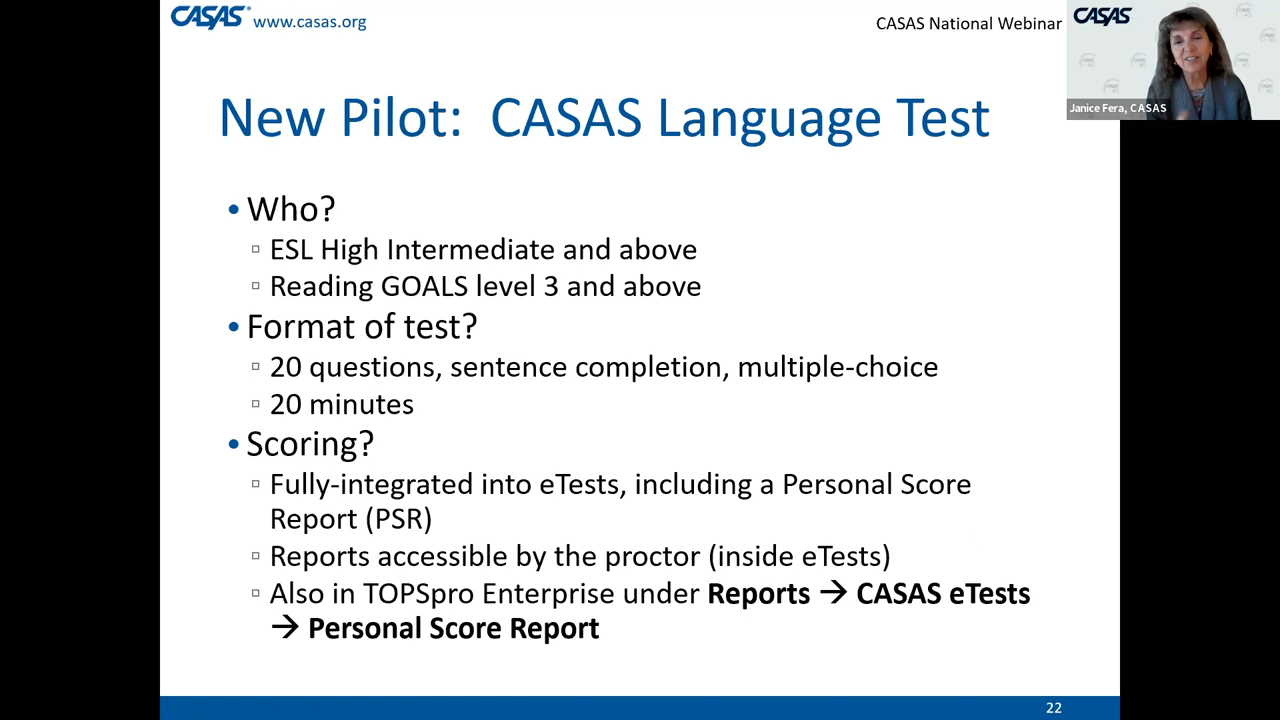 CASAS www.casas.org
CASAS National Webinar
CASAS
Janice Fera, CASAS
New Pilot: CASAS Language Test
• Who?
▫ ESL High Intermediate and above
▫ Reading GOALS level 3 and above
• Format of test?
▫ 20 questions, sentence completion, multiple-choice
▫ 20 minutes
• Scoring?
▫ Fully-integrated into eTests, including a Personal Score
Report (PSR)
▫ Reports accessible by the proctor (inside eTests)
▫ Also in TOPSpro Enterprise under Reports → CASAS eTests
→ Personal Score Report
22